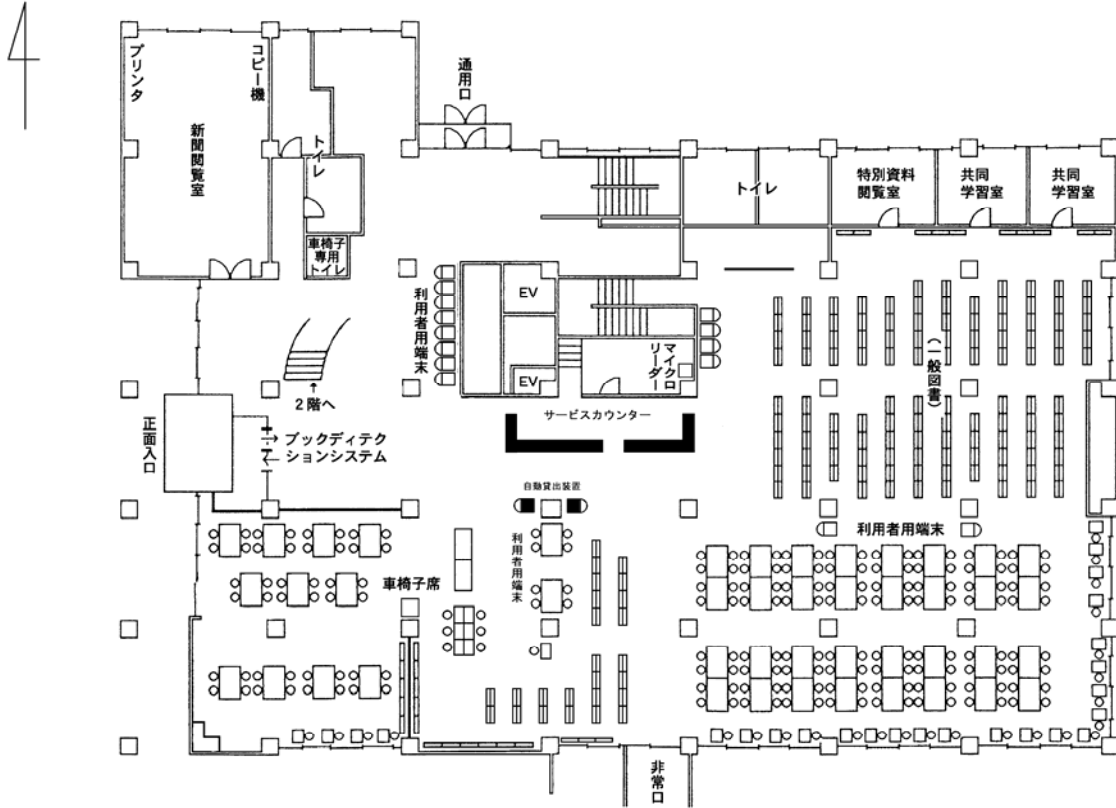 プリンタ
コピー機
新聞閲覧室
トイレ
車椅子
専用
トイレ
通用口
トイレ
特別資料
閲覧室
共同
学習室
共同
学習室
利用者用端末
EV
EV
マイクロ
リーダー
(一般図書)
2階へ
サービスカウンター
正面入口
ブックディテク
ションシステム
自動貸出装置
利用者用端末
利用者用端末
車椅子席
非常口